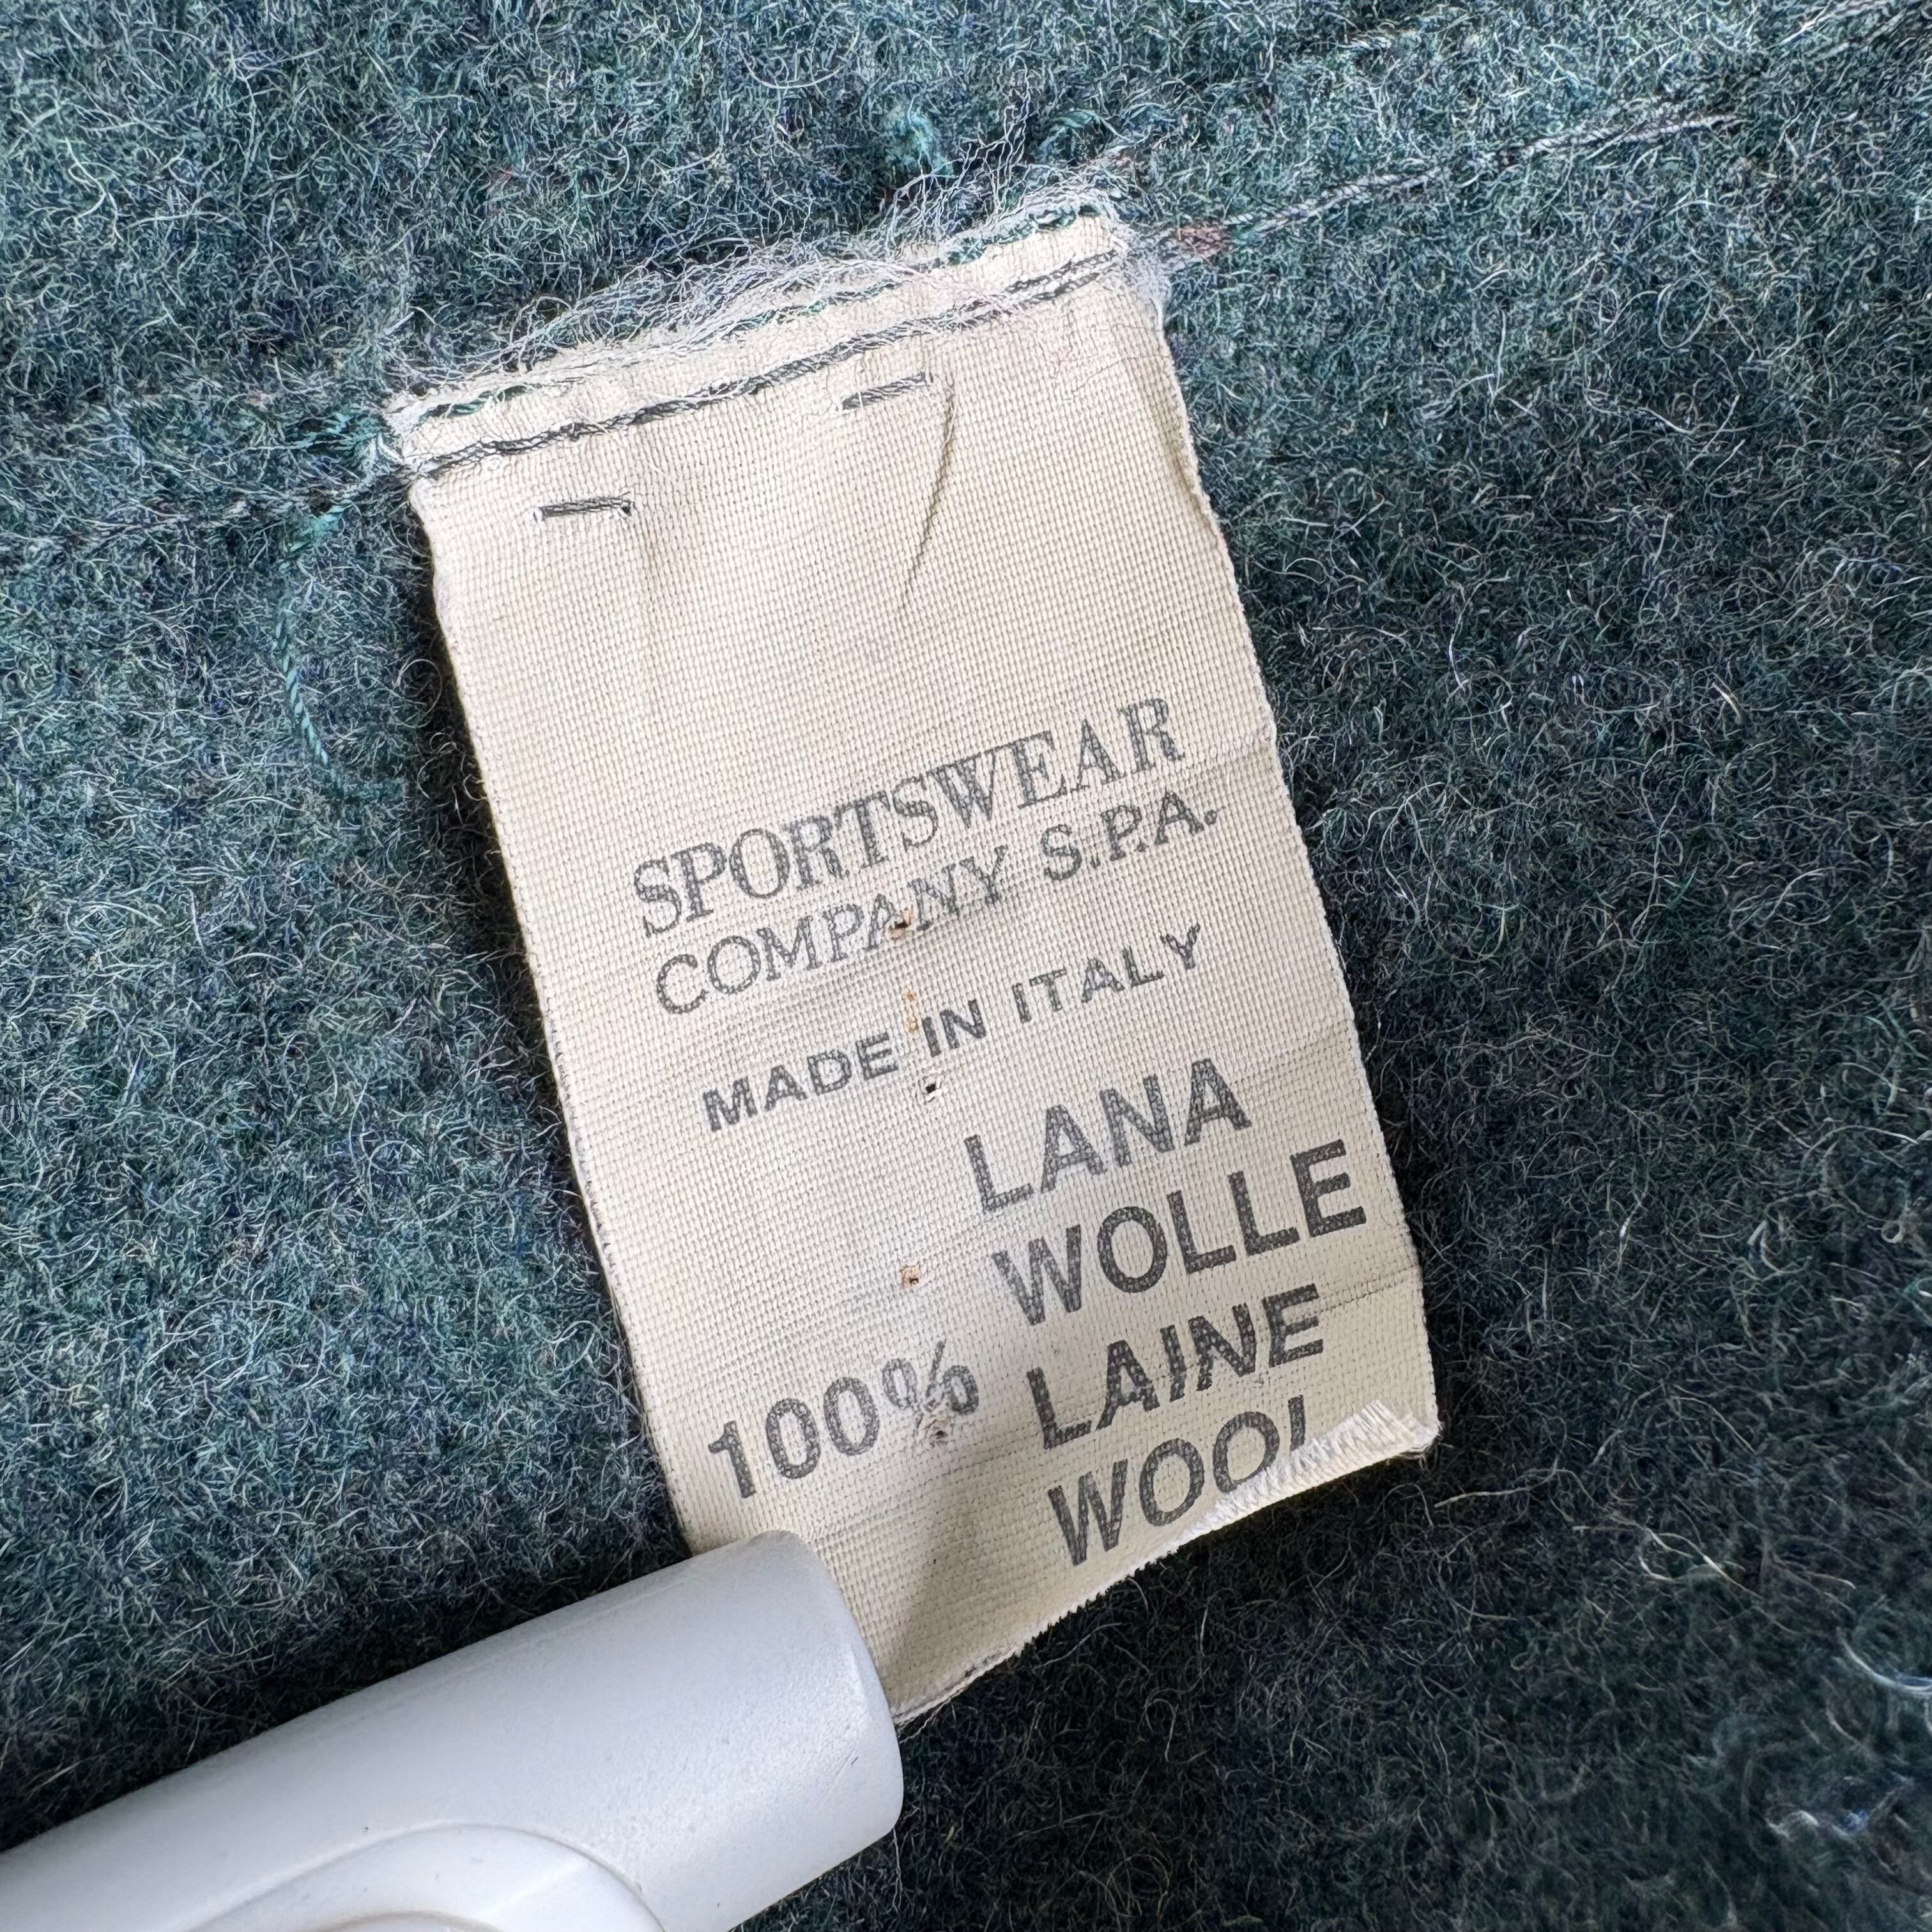 SPORTSWEAR
COMPANY S.P.A.
MADE IN ITALY
LANA
WOLLE
100% LAINE
WOOL